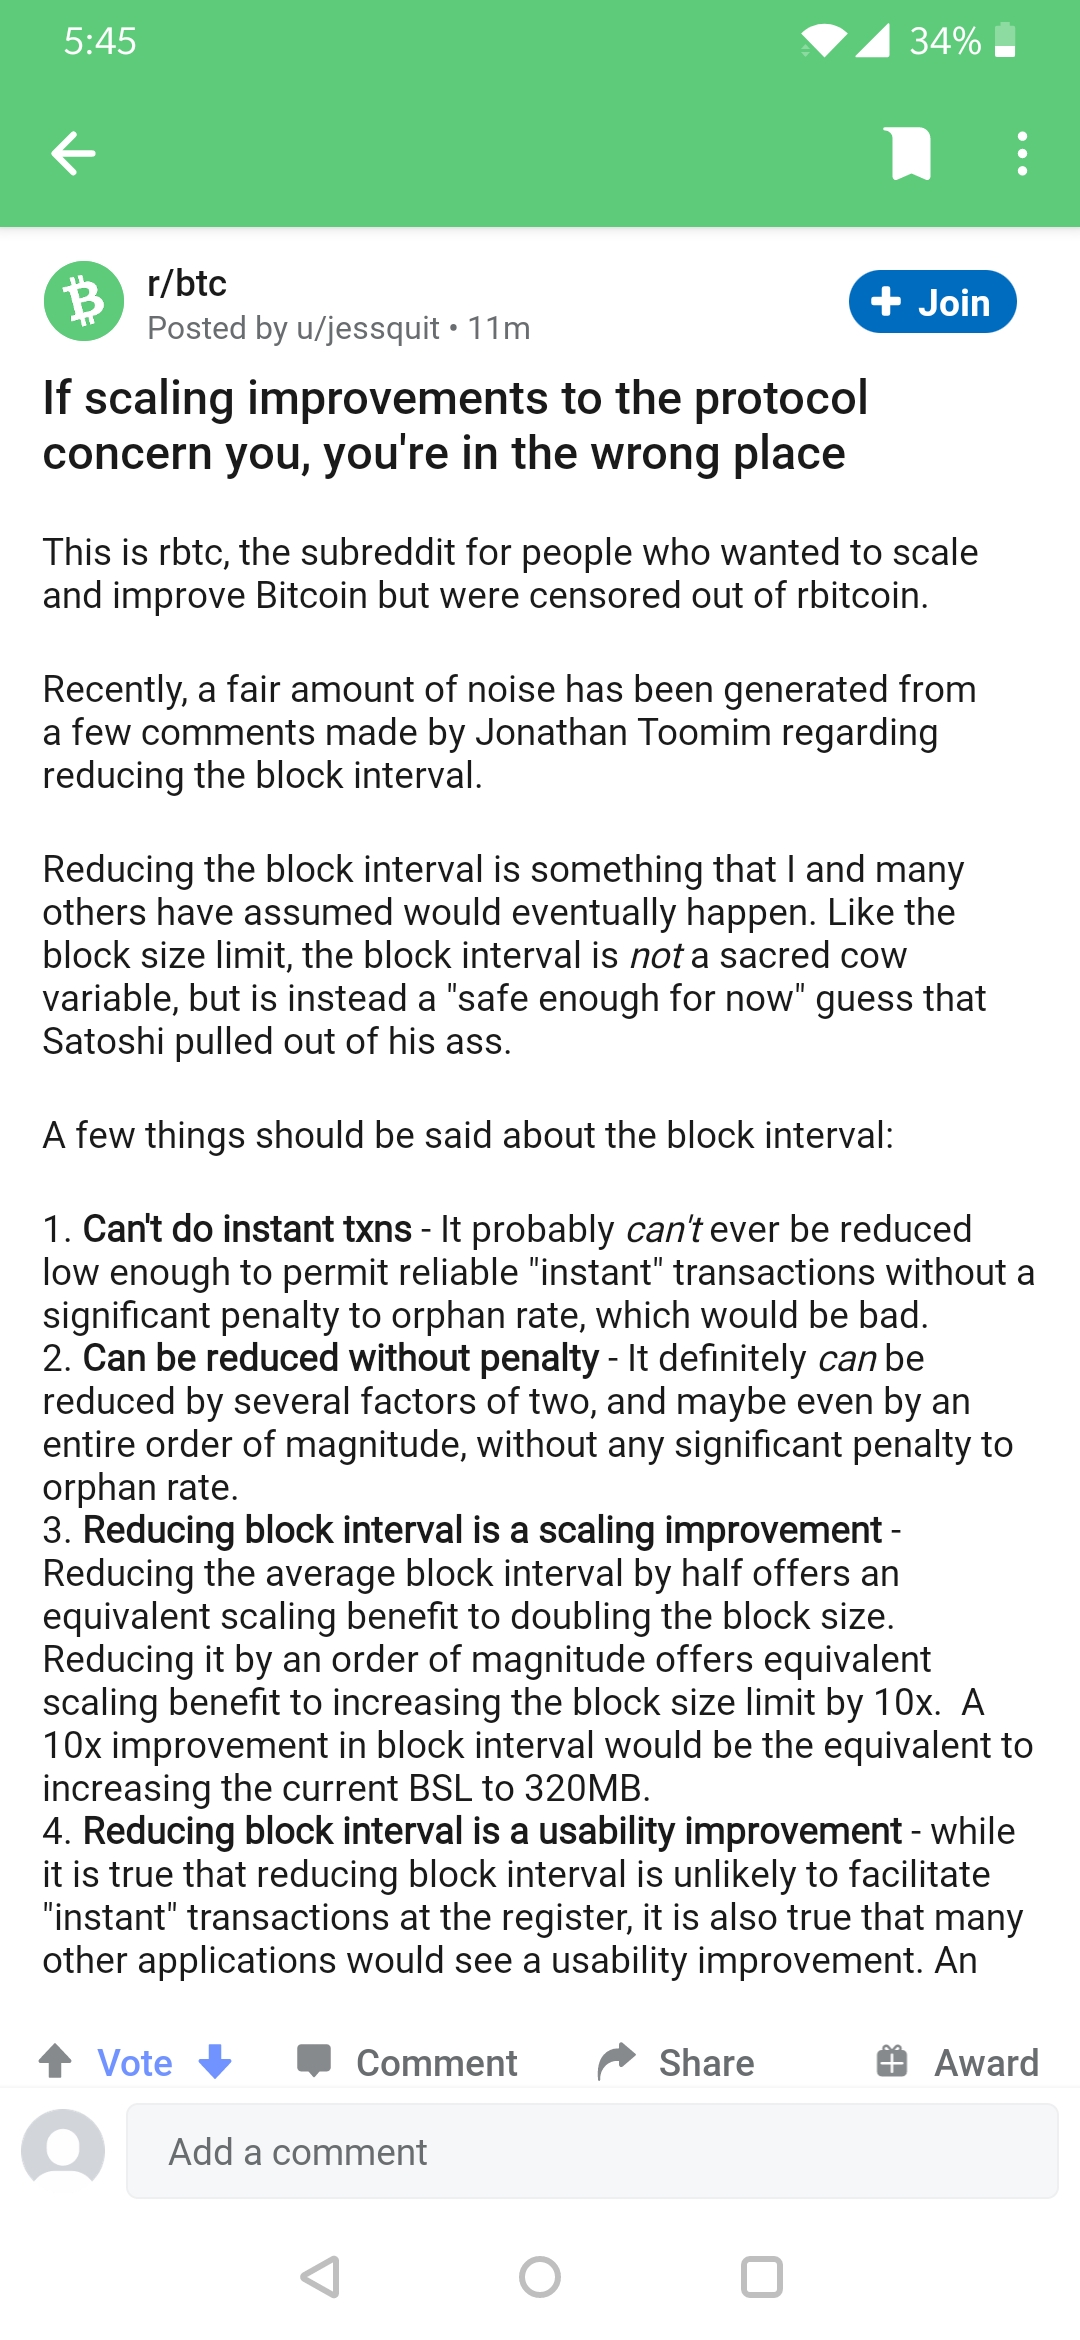 5:45
34%
r/btc
Posted by u/jessquit • 11m
+ Join
If scaling improvements to the protocol
concern you, you're in the wrong place
This is rbtc, the subreddit for people who wanted to scale
and improve Bitcoin but were censored out of rbitcoin.
Recently, a fair amount of noise has been generated from
a few comments made by Jonathan Toomim regarding
reducing the block interval.
Reducing the block interval is something that I and many
others have assumed would eventually happen. Like the
block size limit, the block interval is not a sacred cow
variable, but is instead a "safe enough for now" guess that
Satoshi pulled out of his ass.
A few things should be said about the block interval:
1. Can't do instant txns - It probably can't ever be reduced
low enough to permit reliable "instant" transactions without a
significant penalty to orphan rate, which would be bad.
2. Can be reduced without penalty - It definitely can be
reduced by several factors of two, and maybe even by an
entire order of magnitude, without any significant penalty to
orphan rate.
3. Reducing block interval is a scaling improvement -
Reducing the average block interval by half offers an
equivalent scaling benefit to doubling the block size.
Reducing it by an order of magnitude offers equivalent
scaling benefit to increasing the block size limit by 10x.  A
10x improvement in block interval would be the equivalent to
increasing the current BSL to 320MB.
4. Reducing block interval is a usability improvement - while
it is true that reducing block interval is unlikely to facilitate
"instant" transactions at the register, it is also true that many
other applications would see a usability improvement. An
Vote Comment Share Award
Add a comment